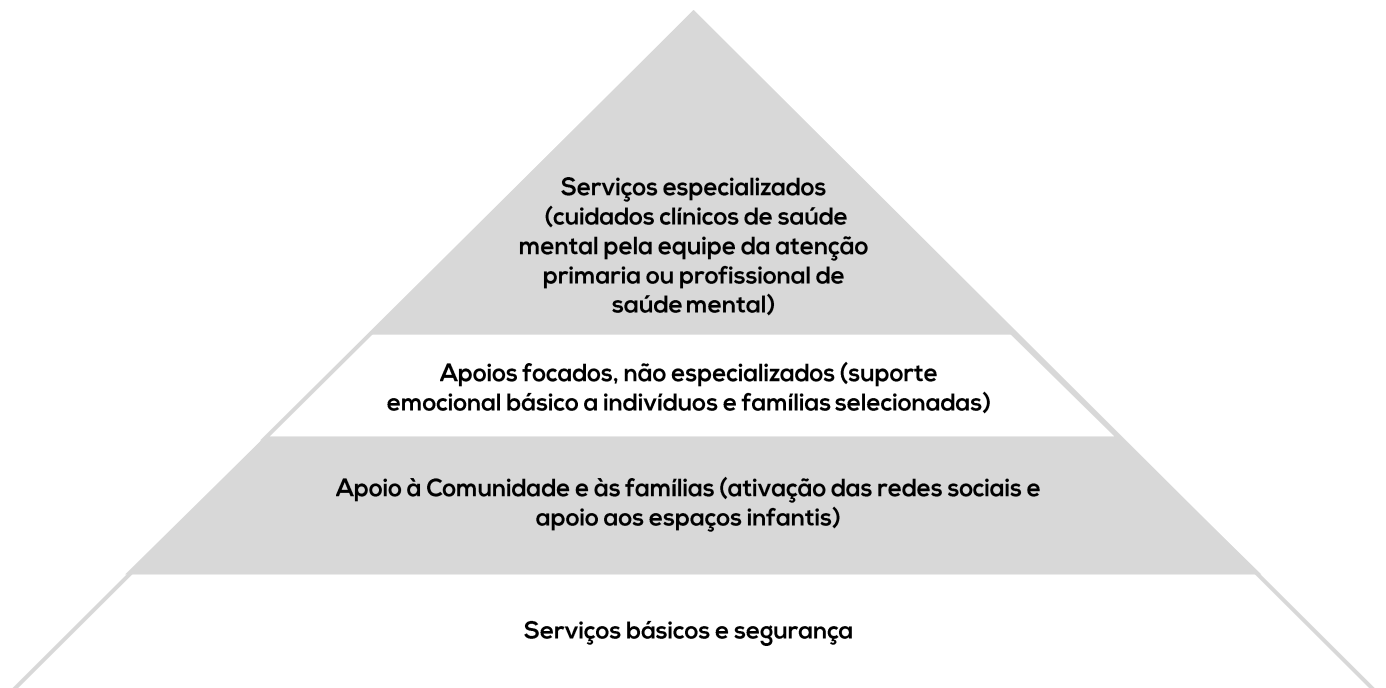 Serviços especializados
(cuidados clínicos de saúde
mental pela equipe da atenção
primaria ou profissional de
saúde mental)
Apoios focados, não especializados (suporte
emocional básico a indivíduos e famílias selecionadas)
Apoio à Comunidade e às famílias (ativação das redes sociais e
apoio aos espaços infantis)
Serviços básicos e segurança